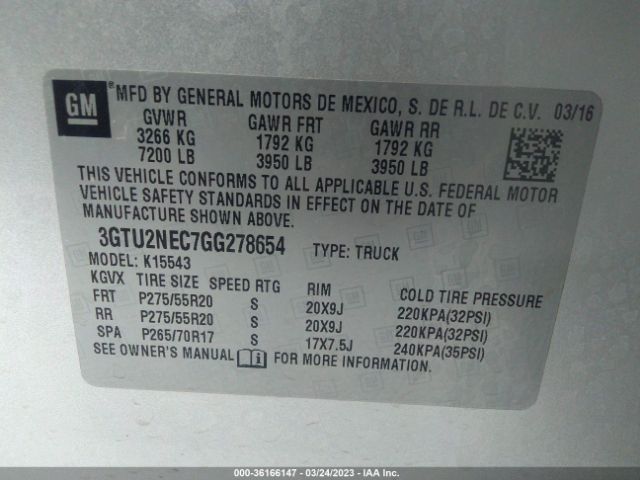 GM
® MFD BY GENERAL MOTORS DE MEXICO, S. DE R.L. DE C.V. 03/16
GVWR GAWR FRT GAWR RR
3266 KG 1792 KG 1792 KG
7200 LB 3950 LB 3950 LB
THIS VEHICLE CONFORMS TO ALL APPLICABLE U.S. FEDERAL MOTOR
VEHICLE SAFETY STANDARDS IN EFFECT ON THE DATE OF
MANUFACTURE SHOWN ABOVE.
3GTU2NEC7GG278654 TYPE: TRUCK
MODEL: K15543
KGVX TIRE SIZE SPEED RTG RIM COLD TIRE PRESSURE
FRT P275/55R20 S 20X9J 220KPA(32PSI)
RR P275/55R20 S 20X9J 220KPA(32PSI)
SPA P265/70R17 S 17X7.5J 240KPA(35PSI)
SEE OWNER'S MANUAL i FOR MORE INFORMATION.
000-36166147 - 03/24/2023 - IAA Inc.